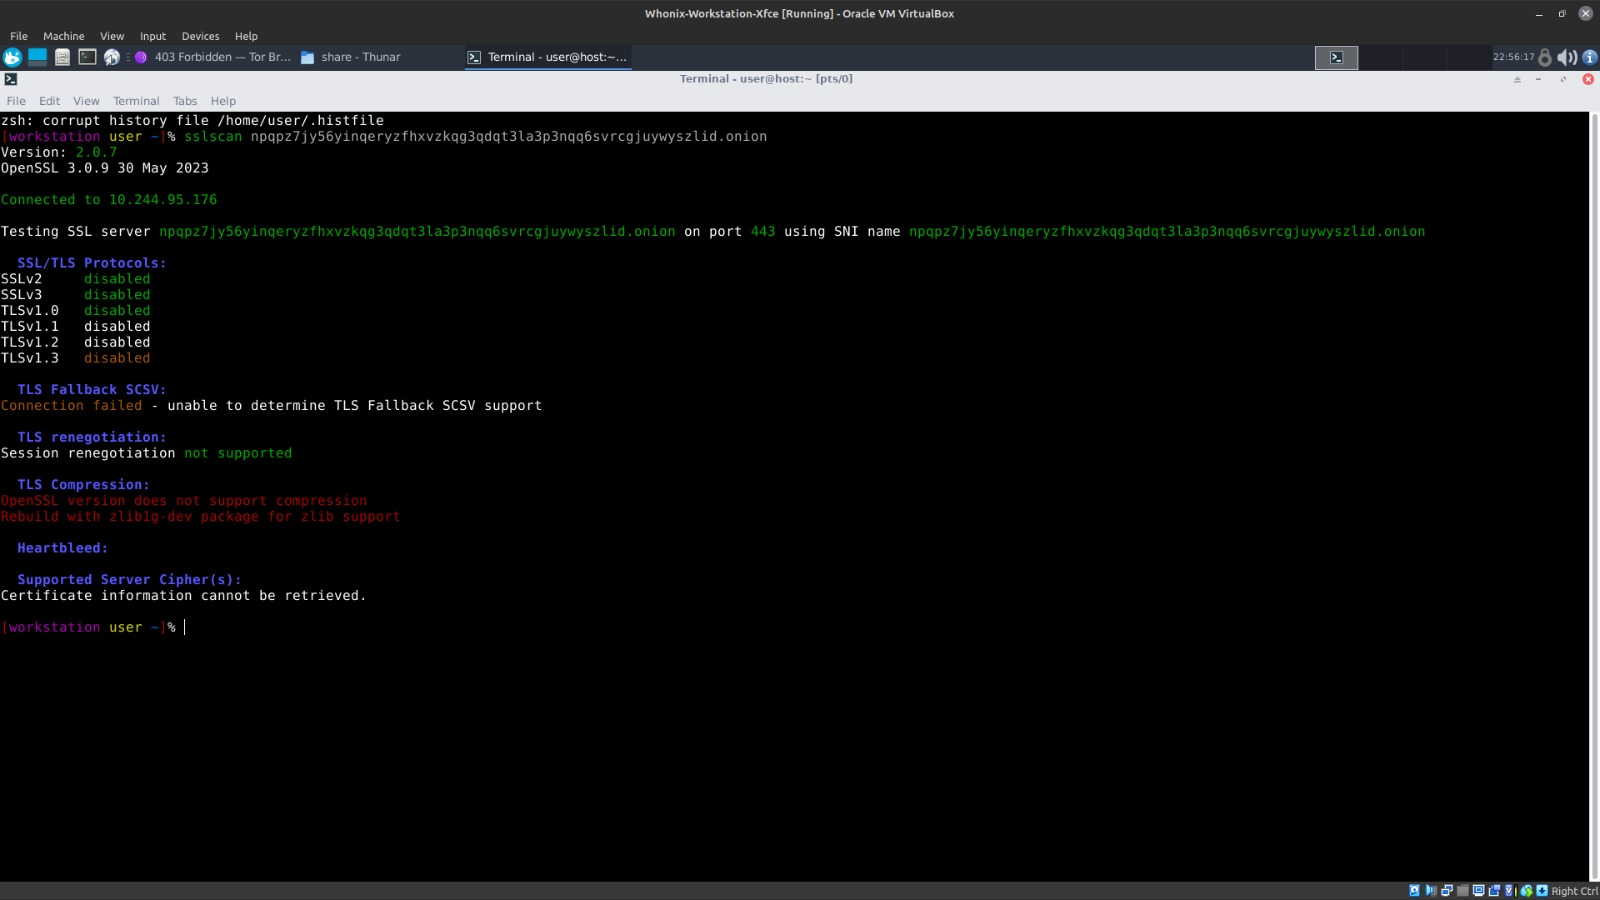 Whonix-Workstation-Xfce [Running] - Oracle VM VirtualBox
File Machine View Input Devices Help
403 Forbidden — Tor Br... share - Thunar Terminal - user@host:~... 22:56:17
Terminal - user@host:~ [pts/0]
File Edit View Terminal Tabs Help
zsh: corrupt history file /home/user/.histfile
[workstation user ~]% sslscan npqpz7jy56yinqeryzfhxvzkqg3qdqt3la3p3nqq6svrcgjuywyszlid.onion
Version: 2.0.7
OpenSSL 3.0.9 30 May 2023
Connected to 10.244.95.176
Testing SSL server npqpz7jy56yinqeryzfhxvzkqg3qdqt3la3p3nqq6svrcgjuywyszlid.onion on port 443 using SNI name npqpz7jy56yinqeryzfhxvzkqg3qdqt3la3p3nqq6svrcgjuywyszlid.onion
SSL/TLS Protocols:
SSLv2 disabled
SSLv3 disabled
TLSv1.0 disabled
TLSv1.1 disabled
TLSv1.2 disabled
TLSv1.3 disabled
TLS Fallback SCSV:
Connection failed - unable to determine TLS Fallback SCSV support
TLS renegotiation:
Session renegotiation not supported
TLS Compression:
OpenSSL version does not support compression
Rebuild with zlib1g-dev package for zlib support
Heartbleed:
Supported Server Cipher(s):
Certificate information cannot be retrieved.
[workstation user ~]%
Right Ctrl